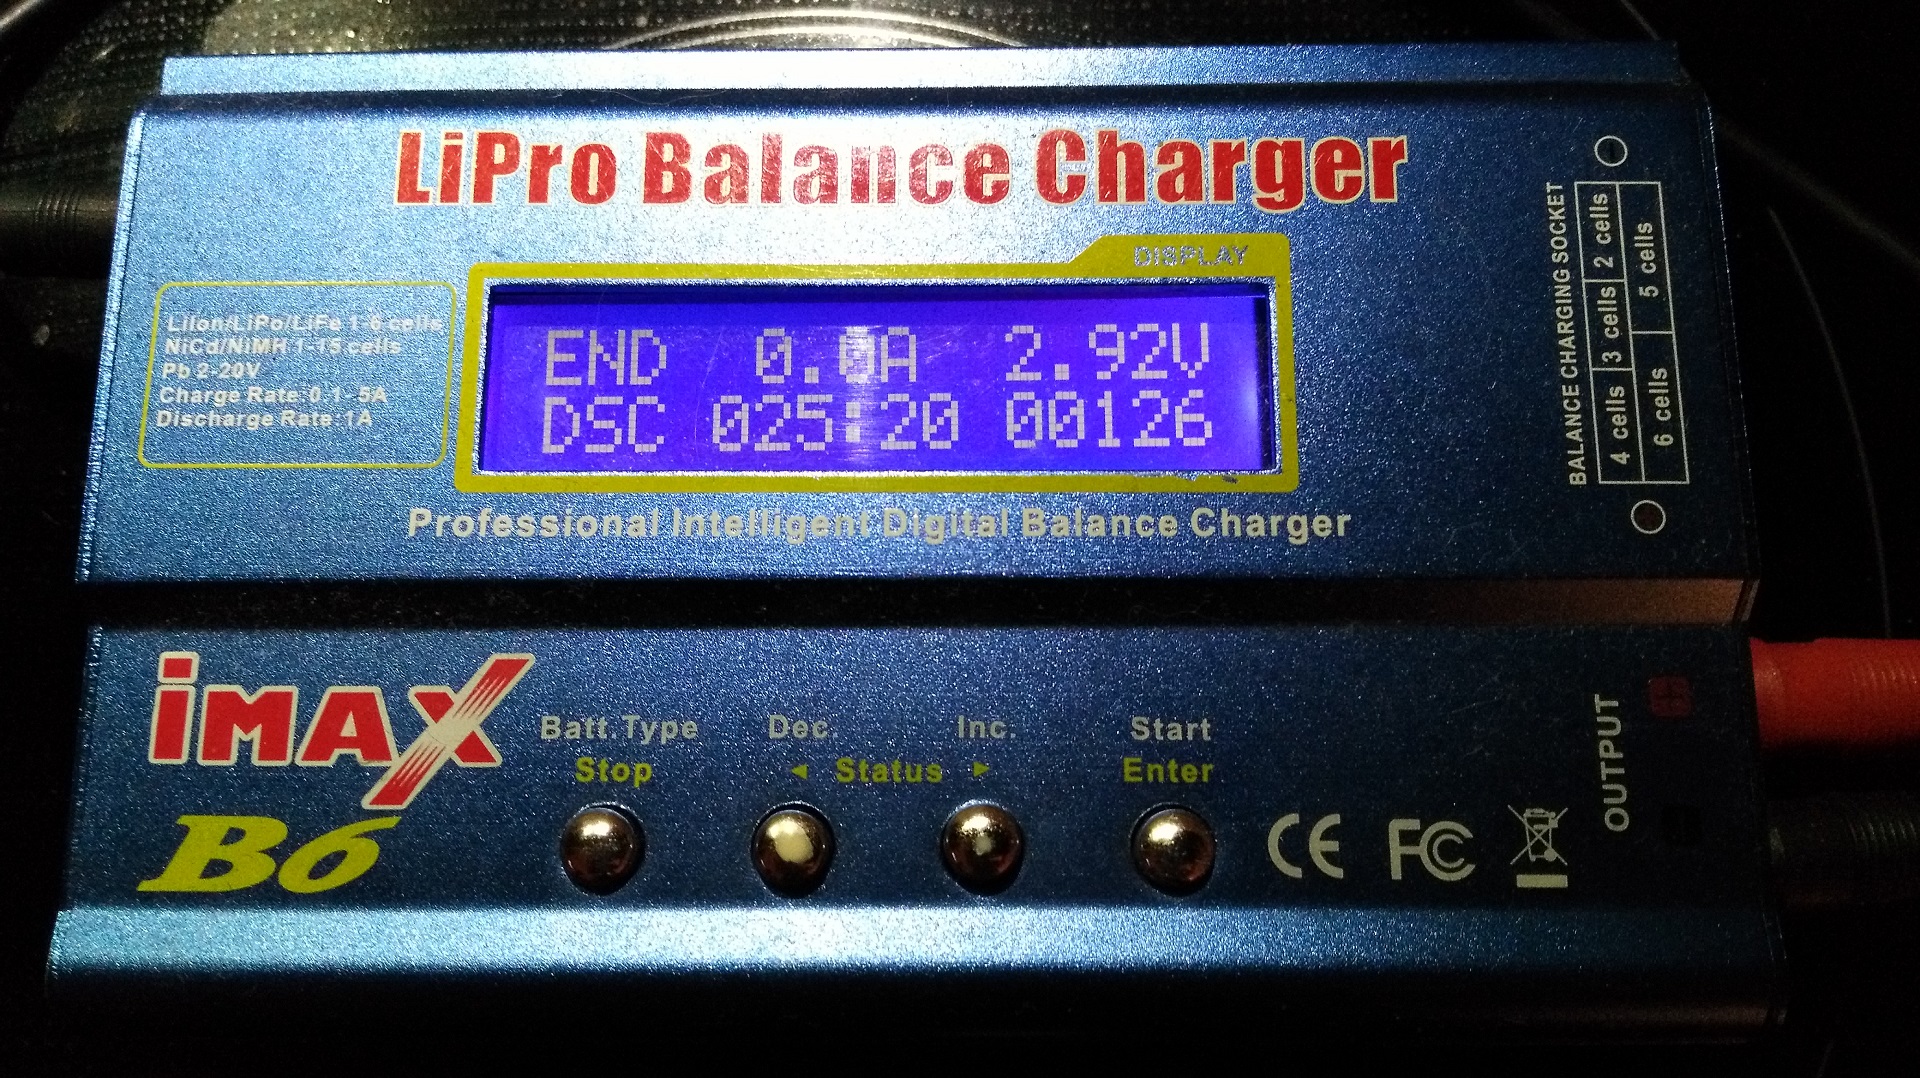 LiPro Balance Charger
DISPLAY
LiIon/LiPo/LiFe 1-6 cells
NiCd/NiMH 1-15 cells
Pb 2-20V
Charge Rate:0.1-5A
Discharge Rate:1A
END 0.0A 2.92V
DSC 025:20 00126
Professional Intelligent Digital Balance Charger
BALANCE CHARGING SOCKET
4 cells 3 cells 2 cells
6 cells 5 cells
iMAX
B6
Batt.Type Dec. Inc. Start
Stop ◄ Status ► Enter
CE FC
OUTPUT